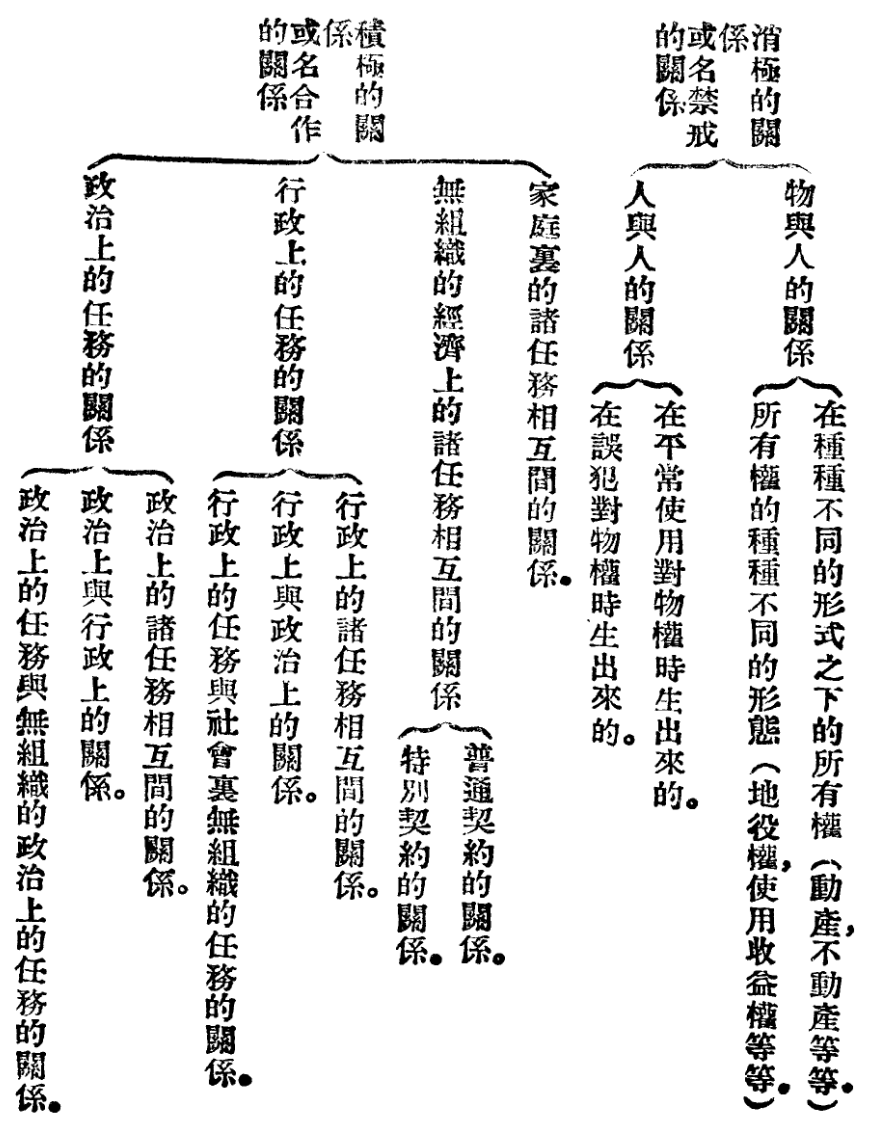 消極的關
係
或名禁戒
的關係
物與人的關係
在種種不同的形式之下的所有權（動產，不動產等等．）
所有權的種種不同的形態（地役權，使用收益權等等．）
人與人的關係
在平常使用對物權時生出來的。
在誤犯對物權時生出來的。
積極的關
係
或名合作
的關係
家庭裏的諸任務相互間的關係。
無組織的經濟上的諸任務相互間的關係
普通契約的關係。
特別契約的關係。
行政上的任務的關係
行政上的諸任務相互間的關係。
行政上與政治上的關係。
行政上的任務與社會裏無組織的任務的關係。
政治上的任務的關係
政治上的諸任務相互間的關係。
政治上與行政上的關係。
政治上的任務與無組織的政治上的任務的關係。